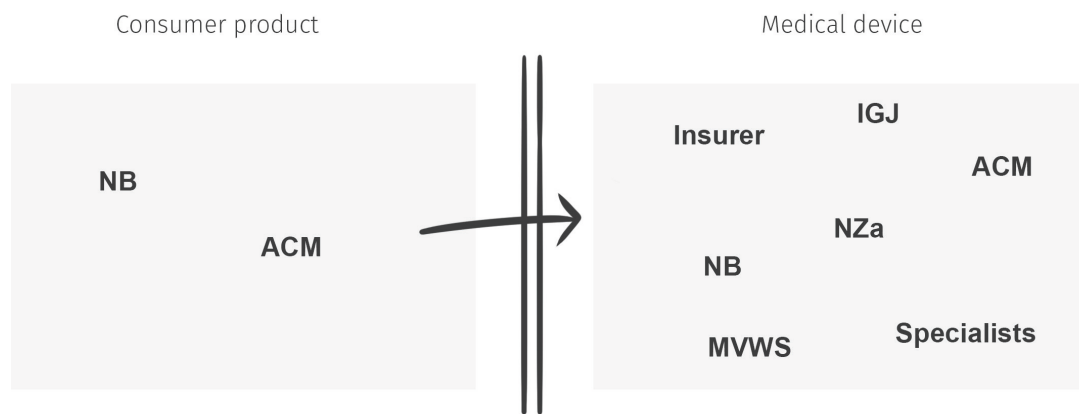 Consumer product
Medical device
NB
ACM
Insurer
IGJ
ACM
NZa
NB
MVWS
Specialists